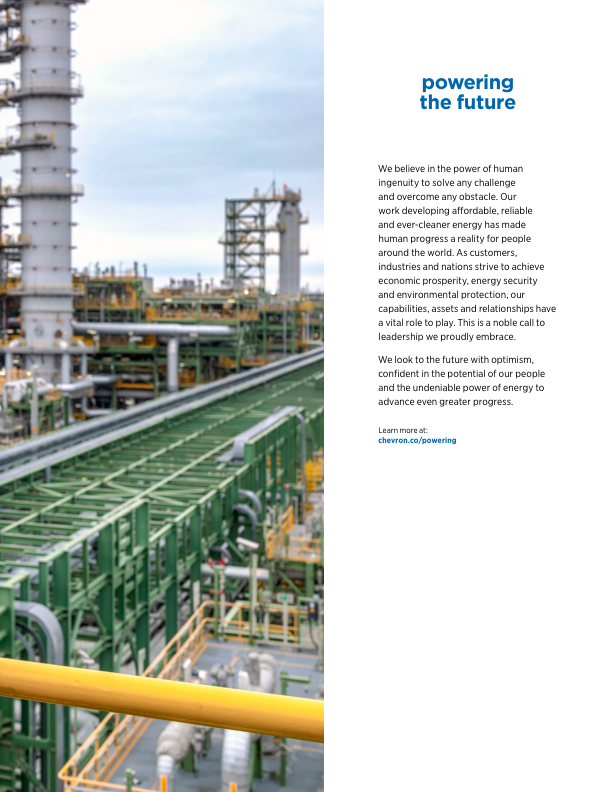 powering
the future
We believe in the power of human
ingenuity to solve any challenge
and overcome any obstacle. Our
work developing affordable, reliable
and ever-cleaner energy has made
human progress a reality for people
around the world. As customers,
industries and nations strive to achieve
economic prosperity, energy security
and environmental protection, our
capabilities, assets and relationships have
a vital role to play. This is a noble call to
leadership we proudly embrace.
We look to the future with optimism,
confident in the potential of our people
and the undeniable power of energy to
advance even greater progress.
Learn more at:
chevron.co/powering